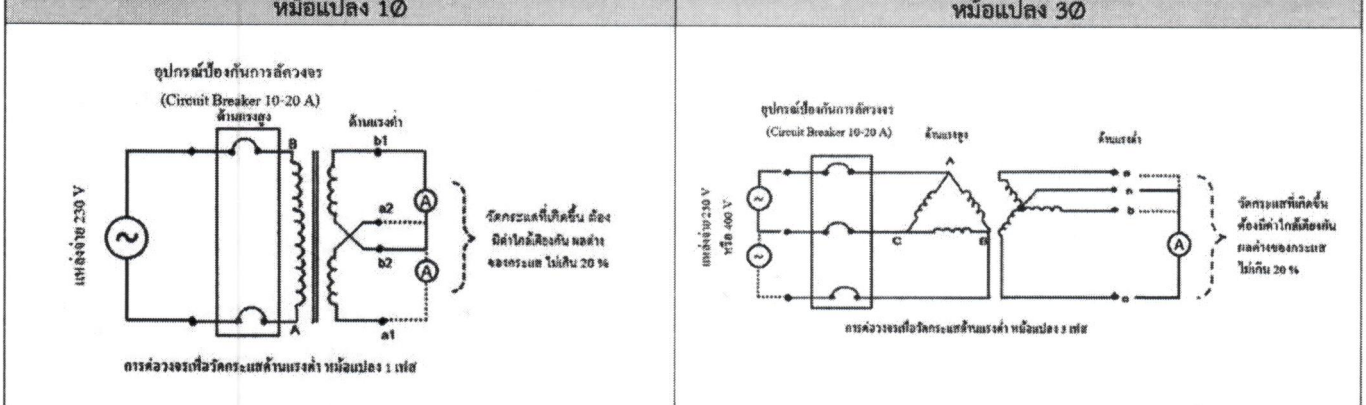 หม้อแปลง 1Ø
หม้อแปลง 3Ø
อุปกรณ์ป้องกันการลัดวงจร
(Circuit Breaker 10-20 A)
ด้านแรงสูง
ด้านแรงต่ำ
แหล่งจ่าย 230 V
B
A
b1
a2
b2
a1
A
A
วัดกระแสที่เกิดขึ้น ต้อง
มีค่าใกล้เคียงกัน ผลต่าง
ของกระแส ไม่เกิน 20 %
การต่อวงจรเพื่อวัดกระแสด้านแรงต่ำ หม้อแปลง 1 เฟส
อุปกรณ์ป้องกันการลัดวงจร
(Circuit Breaker 10-20 A)
ด้านแรงสูง
ด้านแรงต่ำ
แหล่งจ่าย 230 V
หรือ 400 V
A
C
B
n
b
A
วัดกระแสที่เกิดขึ้น
ต้องมีค่าใกล้เคียงกัน
ผลต่างของกระแส
ไม่เกิน 20 %
การต่อวงจรเพื่อวัดกระแสด้านแรงต่ำ หม้อแปลง 3 เฟส